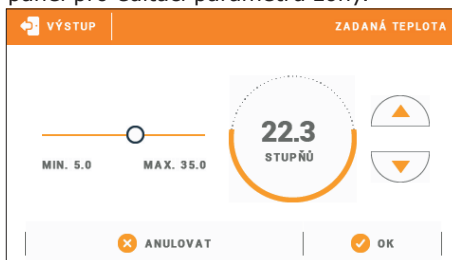 panel pro editaci parametrů zóny.
VÝSTUP
ZADANÁ TEPLOTA
22.3
STUPŇŮ
MIN. 5.0
MAX. 35.0
ANULOVAT
OK